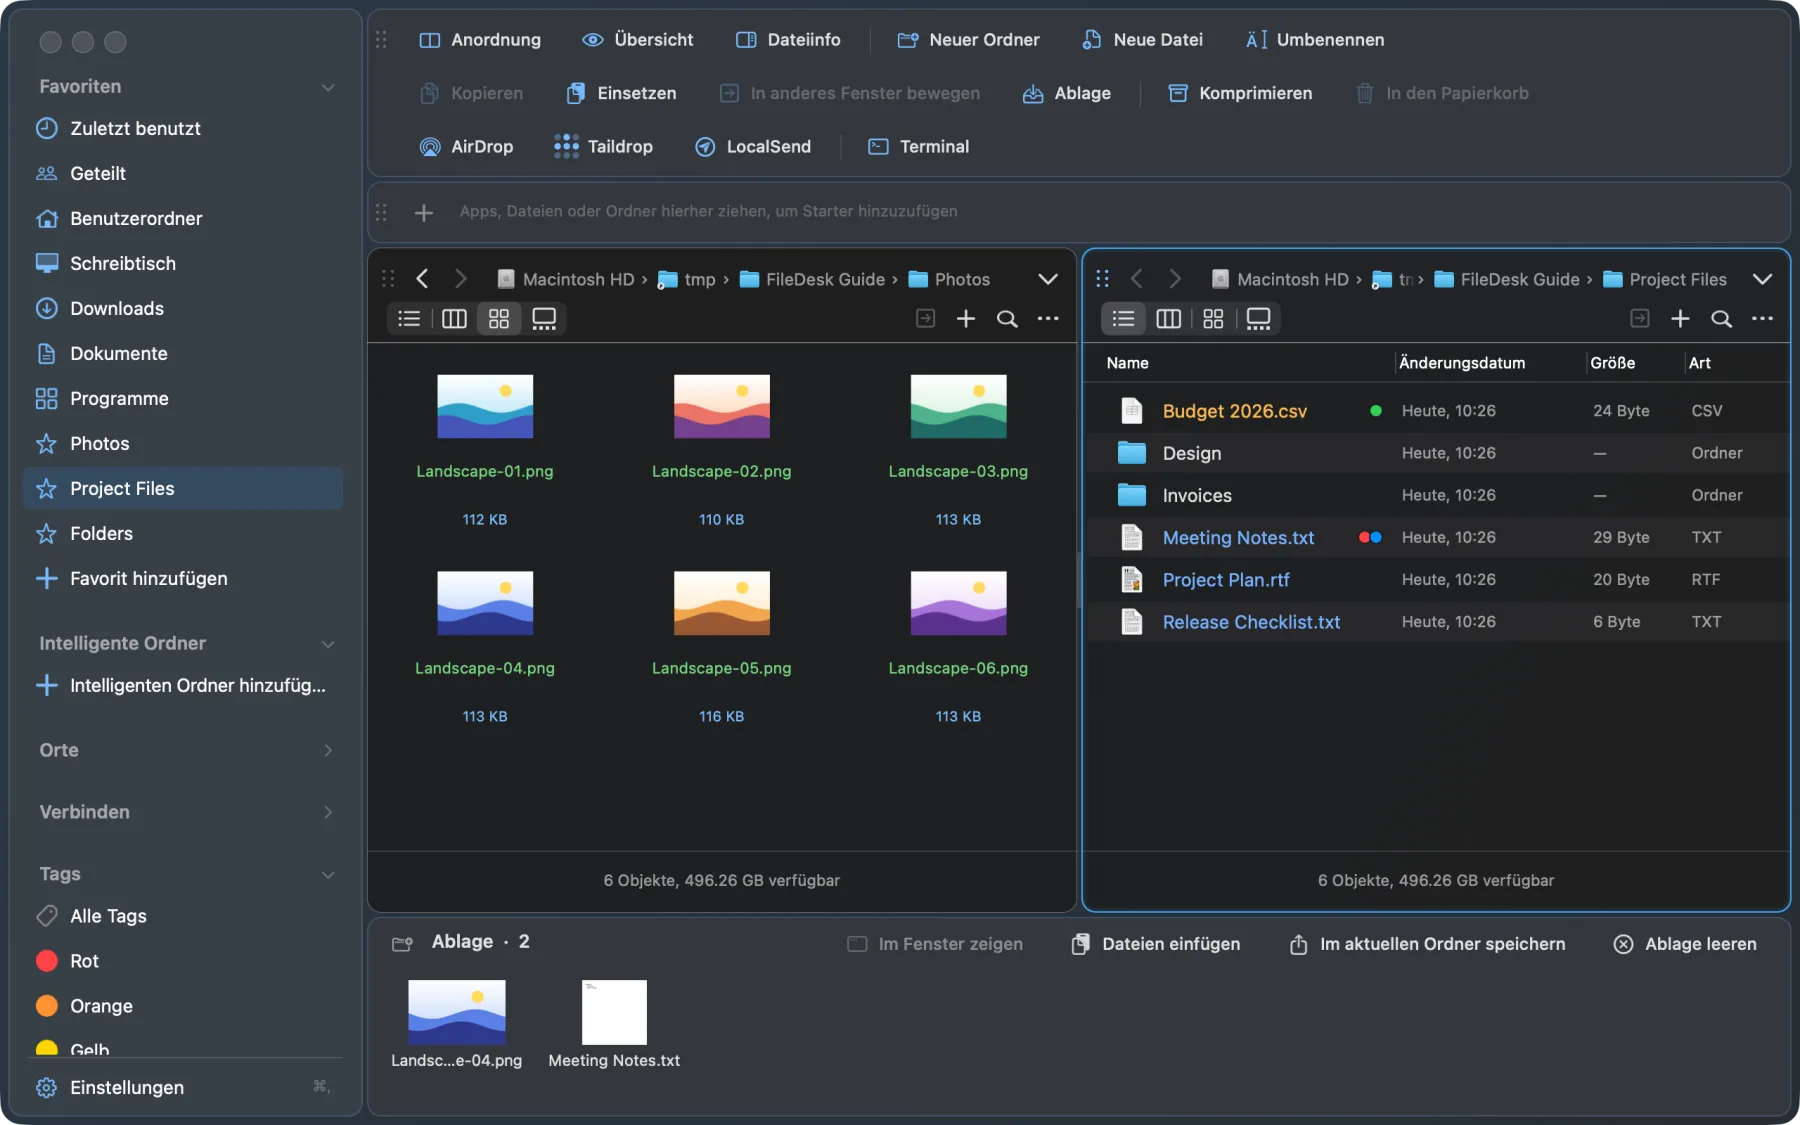 Favoriten
Zuletzt benutzt
Geteilt
Benutzerordner
Schreibtisch
Downloads
Dokumente
Programme
Photos
Project Files
Folders
Favorit hinzufügen
Intelligente Ordner
Intelligenten Ordner hinzufüg...
Orte
Verbinden
Tags
Alle Tags
Rot
Orange
Gelb
Einstellungen ⌘,
Anordnung Übersicht Dateiinfo Neuer Ordner Neue Datei Umbenennen
Kopieren Einsetzen In anderes Fenster bewegen Ablage Komprimieren In den Papierkorb
AirDrop Taildrop LocalSend Terminal
Apps, Dateien oder Ordner hierher ziehen, um Starter hinzuzufügen
Macintosh HD › tmp › FileDesk Guide › Photos
Landscape-01.png Landscape-02.png Landscape-03.png
112 KB 110 KB 113 KB
Landscape-04.png Landscape-05.png Landscape-06.png
113 KB 116 KB 113 KB
6 Objekte, 496.26 GB verfügbar
Macintosh HD › › FileDesk Guide › Project Files
Name Änderungsdatum Größe Art
Budget 2026.csv Heute, 10:26 24 Byte CSV
Design Heute, 10:26 — Ordner
Invoices Heute, 10:26 — Ordner
Meeting Notes.txt Heute, 10:26 29 Byte TXT
Project Plan.rtf Heute, 10:26 20 Byte RTF
Release Checklist.txt Heute, 10:26 6 Byte TXT
6 Objekte, 496.26 GB verfügbar
Ablage · 2 Im Fenster zeigen Dateien einfügen Im aktuellen Ordner speichern Ablage leeren
Landsc...e-04.png Meeting Notes.txt